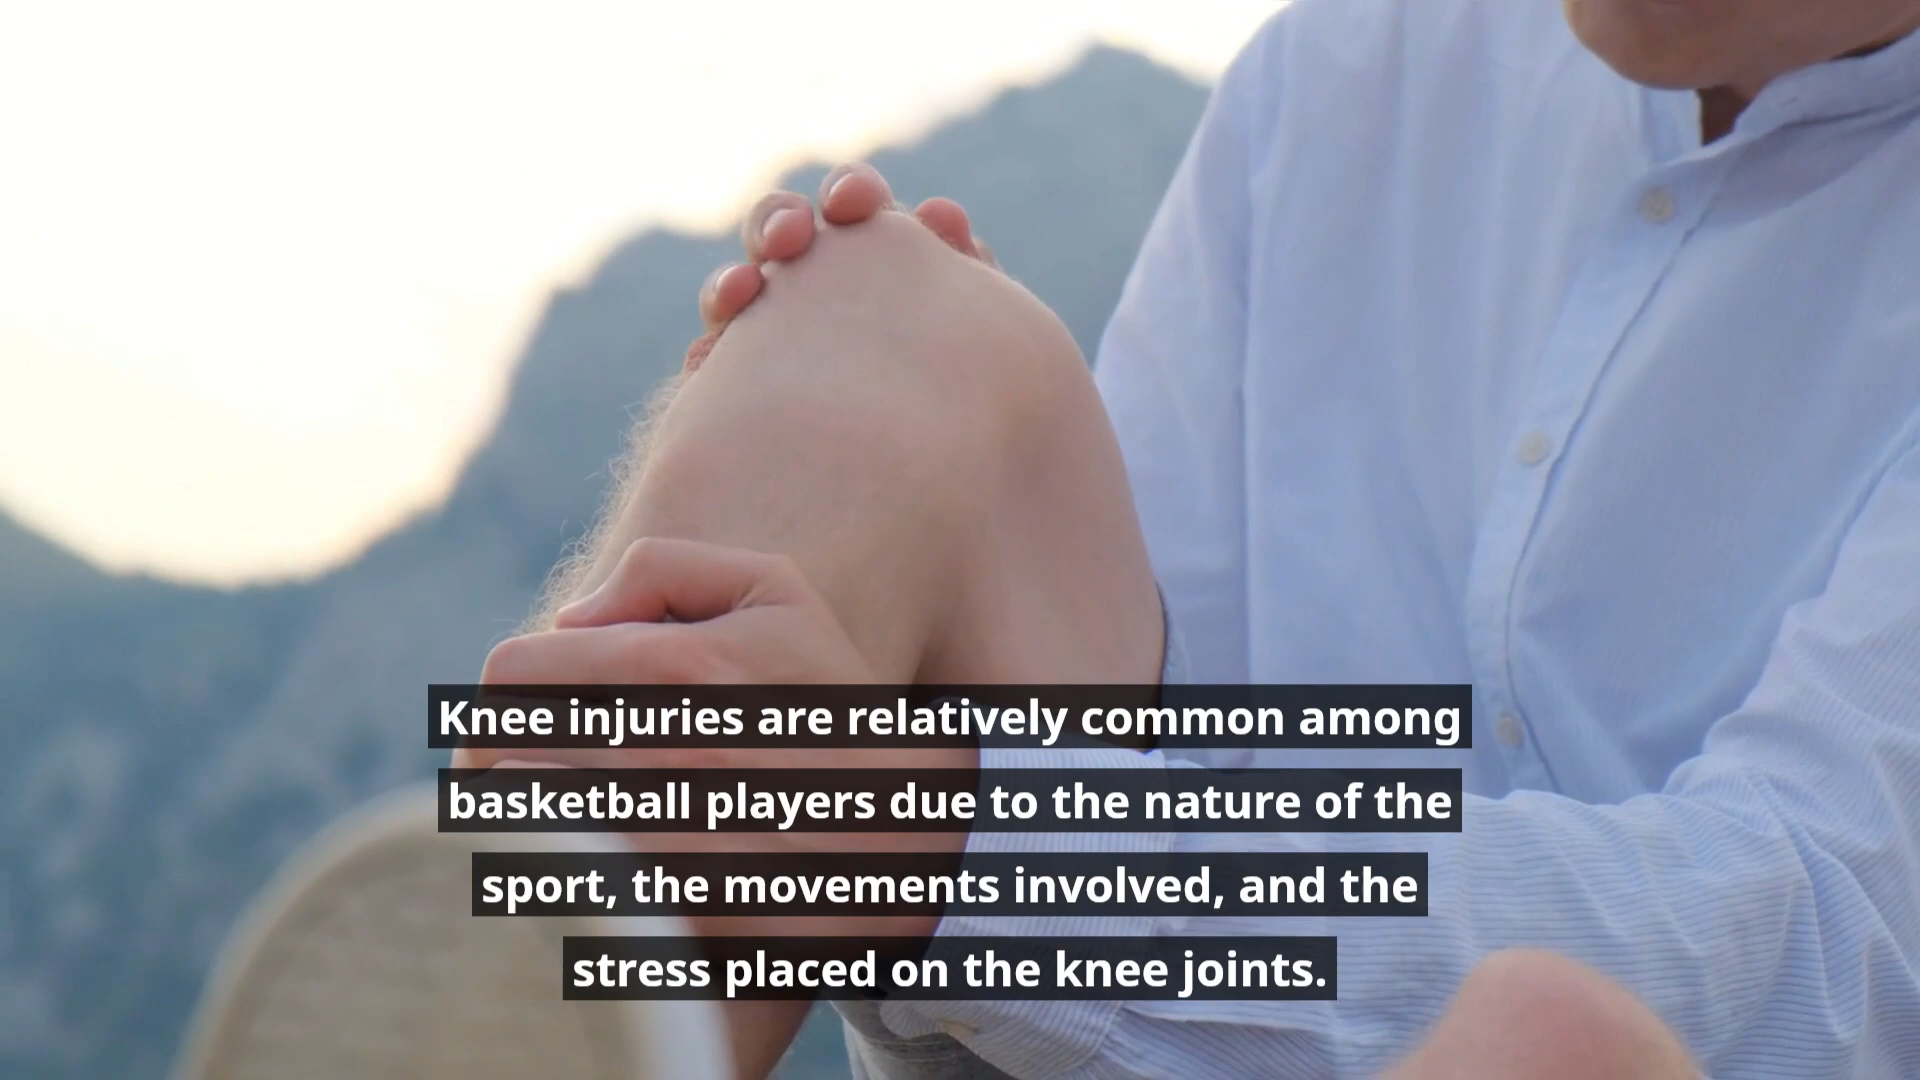 Knee injuries are relatively common among
basketball players due to the nature of the
sport, the movements involved, and the
stress placed on the knee joints.